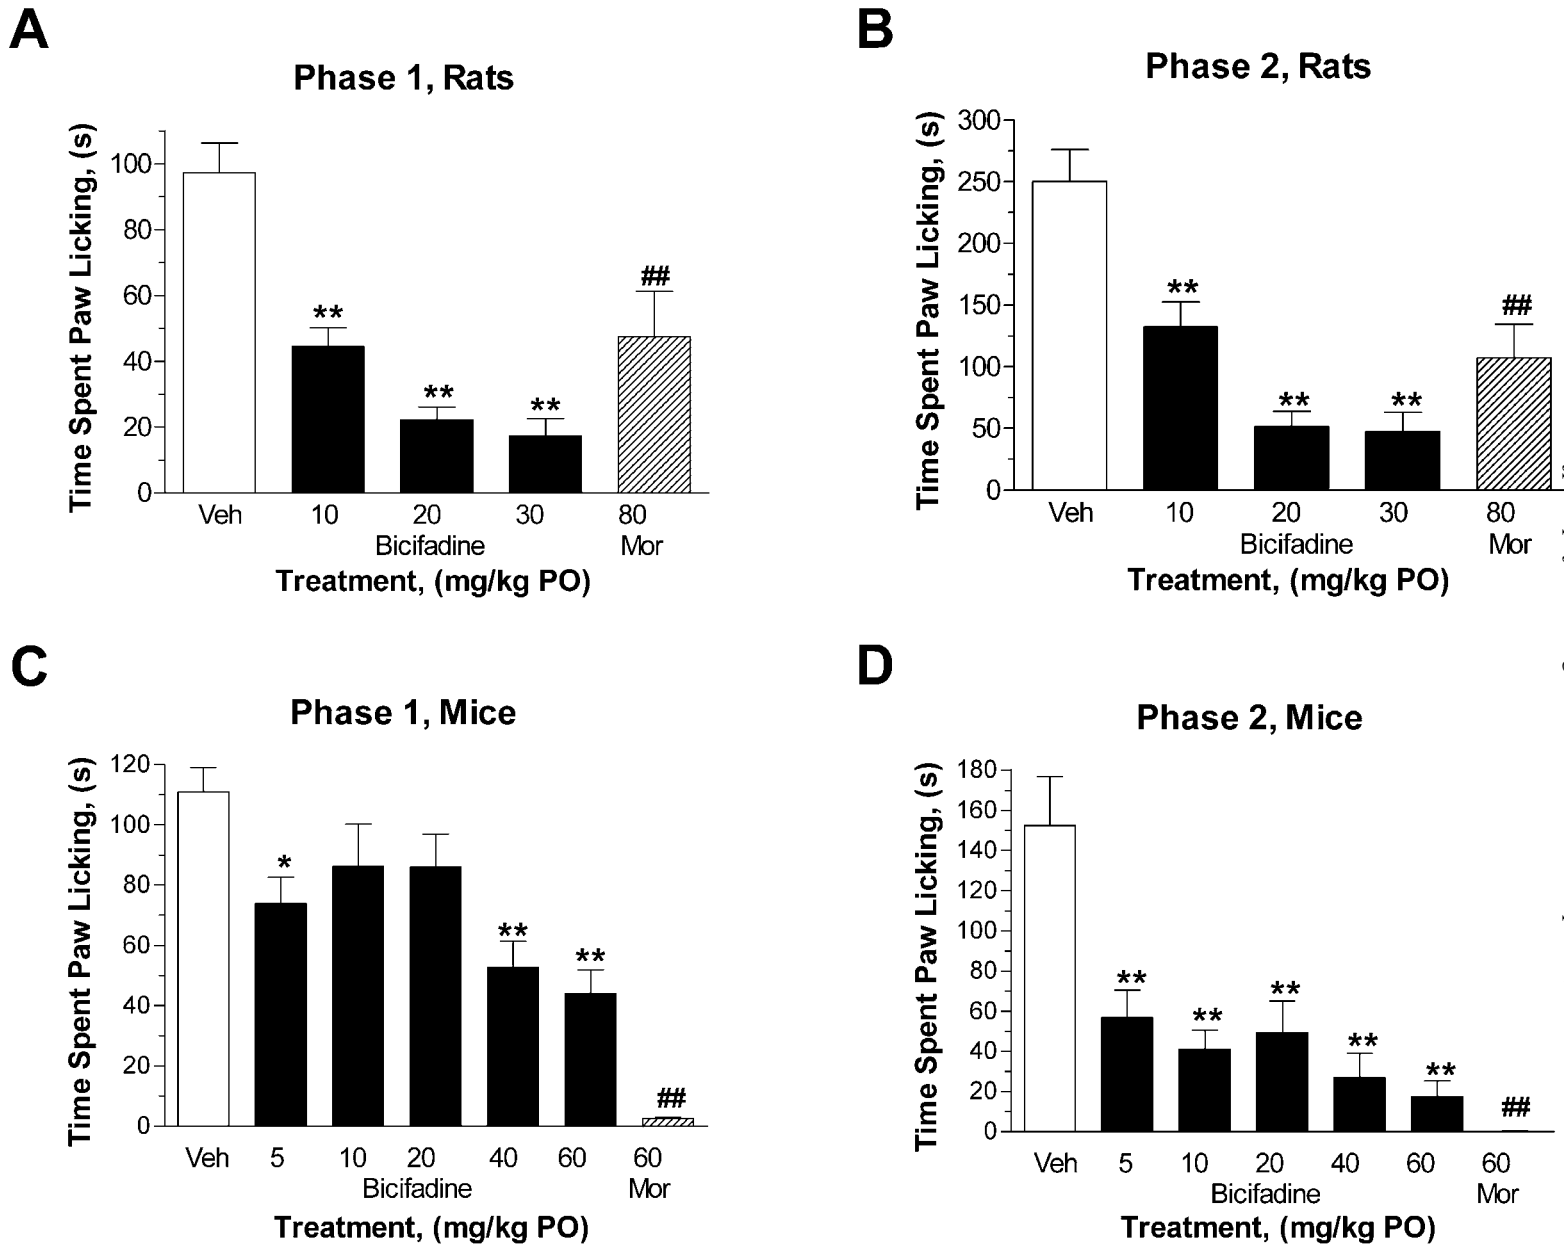 A
Phase 1, Rats
Time Spent Paw Licking, (s)
100
80
60
40
20
0
**
**
**
##
Veh 10 20 30 80
Bicifadine Mor
Treatment, (mg/kg PO)
B
Phase 2, Rats
Time Spent Paw Licking, (s)
300
250
200
150
100
50
0
**
**
**
##
Veh 10 20 30 80
Bicifadine Mor
Treatment, (mg/kg PO)
C
Phase 1, Mice
Time Spent Paw Licking, (s)
120
100
80
60
40
20
0
*
**
**
##
Veh 5 10 20 40 60 60
Bicifadine Mor
Treatment, (mg/kg PO)
D
Phase 2, Mice
Time Spent Paw Licking, (s)
180
160
140
120
100
80
60
40
20
0
**
**
**
**
**
##
Veh 5 10 20 40 60 60
Bicifadine Mor
Treatment, (mg/kg PO)